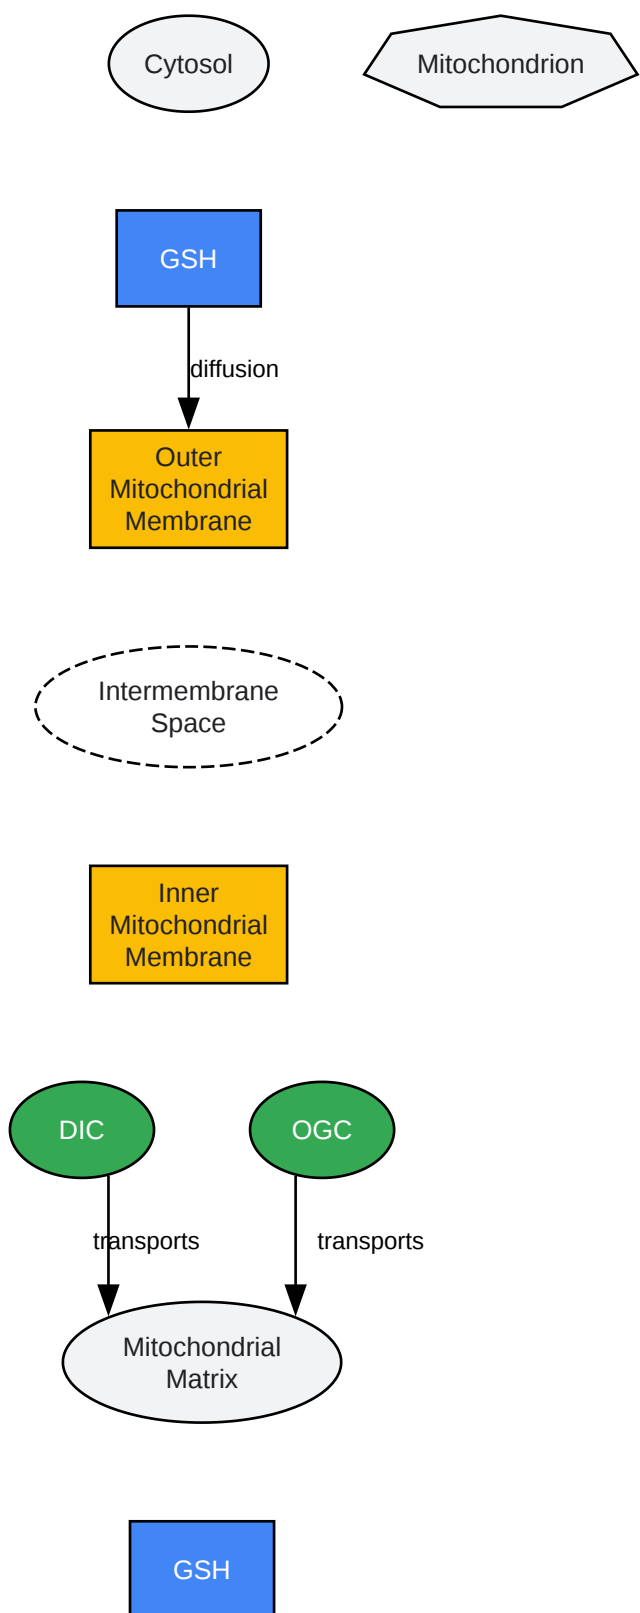 Cytosol
Mitochondrion
GSH
diffusion
Outer
Mitochondrial
Membrane
Intermembrane
Space
Inner
Mitochondrial
Membrane
DIC
OGC
transports
transports
Mitochondrial
Matrix
GSH